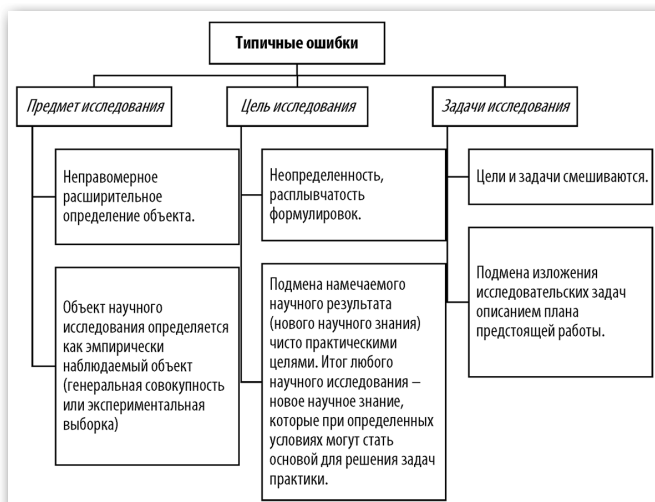 Типичные ошибки
Предмет исследования
Неправомерное
расширительное
определение объекта.
Объект научного
исследования определяется
как эмпирически
наблюдаемый объект
(генеральная совокупность
или экспериментальная
выборка)
Цель исследования
Неопределенность,
расплывчатость
формулировок.
Подмена намечаемого
научного результата
(нового научного знания)
чисто практическими
целями. Итог любого
научного исследования –
новое научное знание,
которые при определенных
условиях могут стать
основой для решения задач
практики.
Задачи исследования
Цели и задачи смешиваются.
Подмена изложения
исследовательских задач
описанием плана
предстоящей работы.